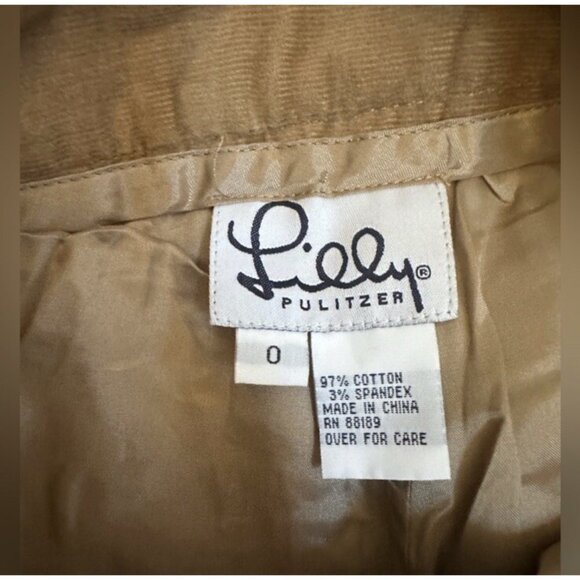 Lilly®
PULITZER
0
97% COTTON
3% SPANDEX
MADE IN CHINA
RN 88189
OVER FOR CARE